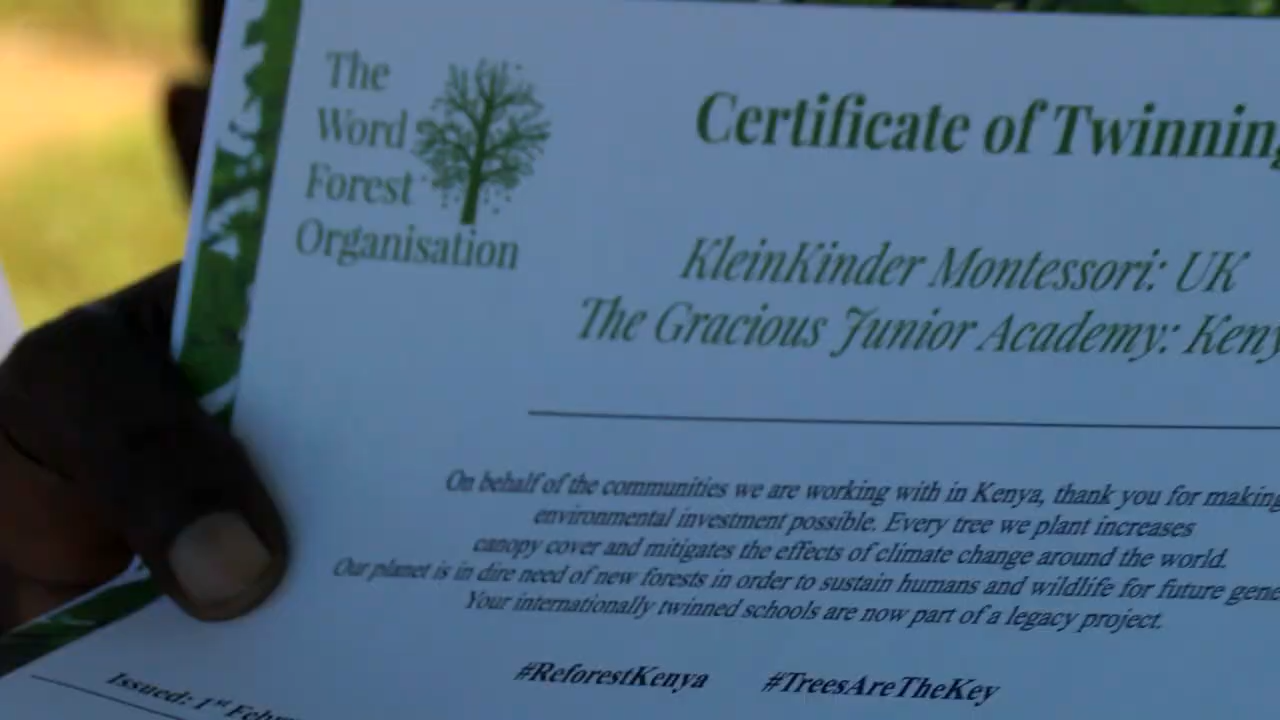 The
Word
Forest
Organisation
Certificate of Twinning
KleinKinder Montessori: UK
The Gracious Junior Academy: Keny
On behalf of the communities we are working with in Kenya, thank you for making
environmental investment possible. Every tree we plant increases
canopy cover and mitigates the effects of climate change around the world.
Our planet is in dire need of new forests in order to sustain humans and wildlife for future gene
Your internationally twinned schools are now part of a legacy project.
#ReforestKenya #TreesAreTheKey
Issued: 1st Febr